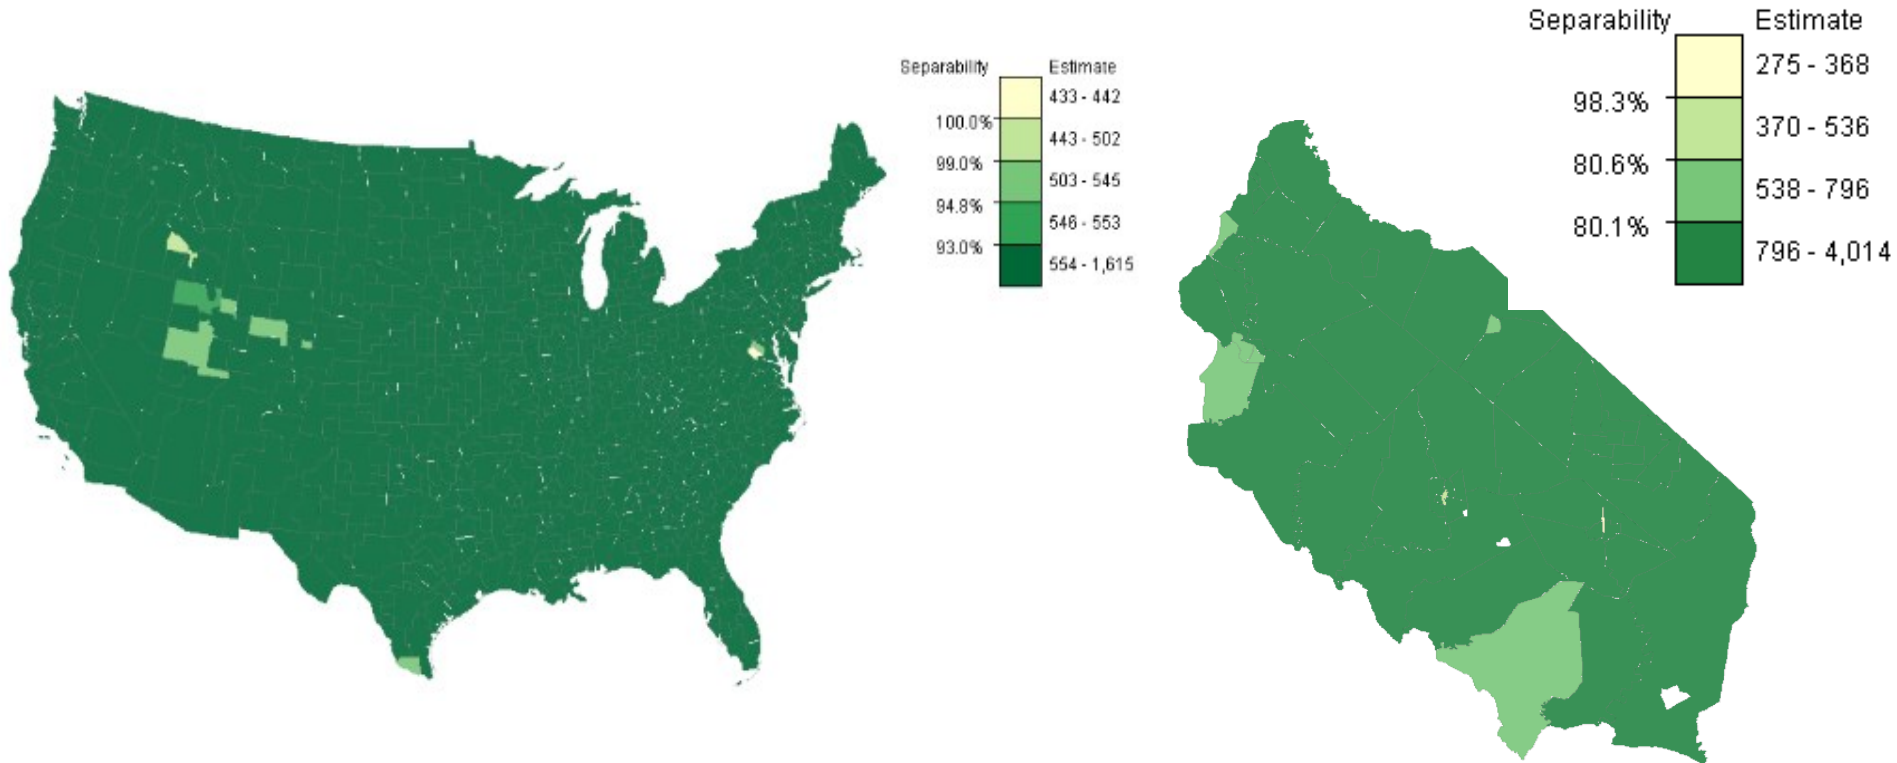 Separability Estimate
433 - 442
100.0%
443 - 502
99.0%
503 - 545
94.8%
546 - 553
93.0%
554 - 1,615
Separability Estimate
275 - 368
98.3%
370 - 536
80.6%
538 - 796
80.1%
796 - 4,014